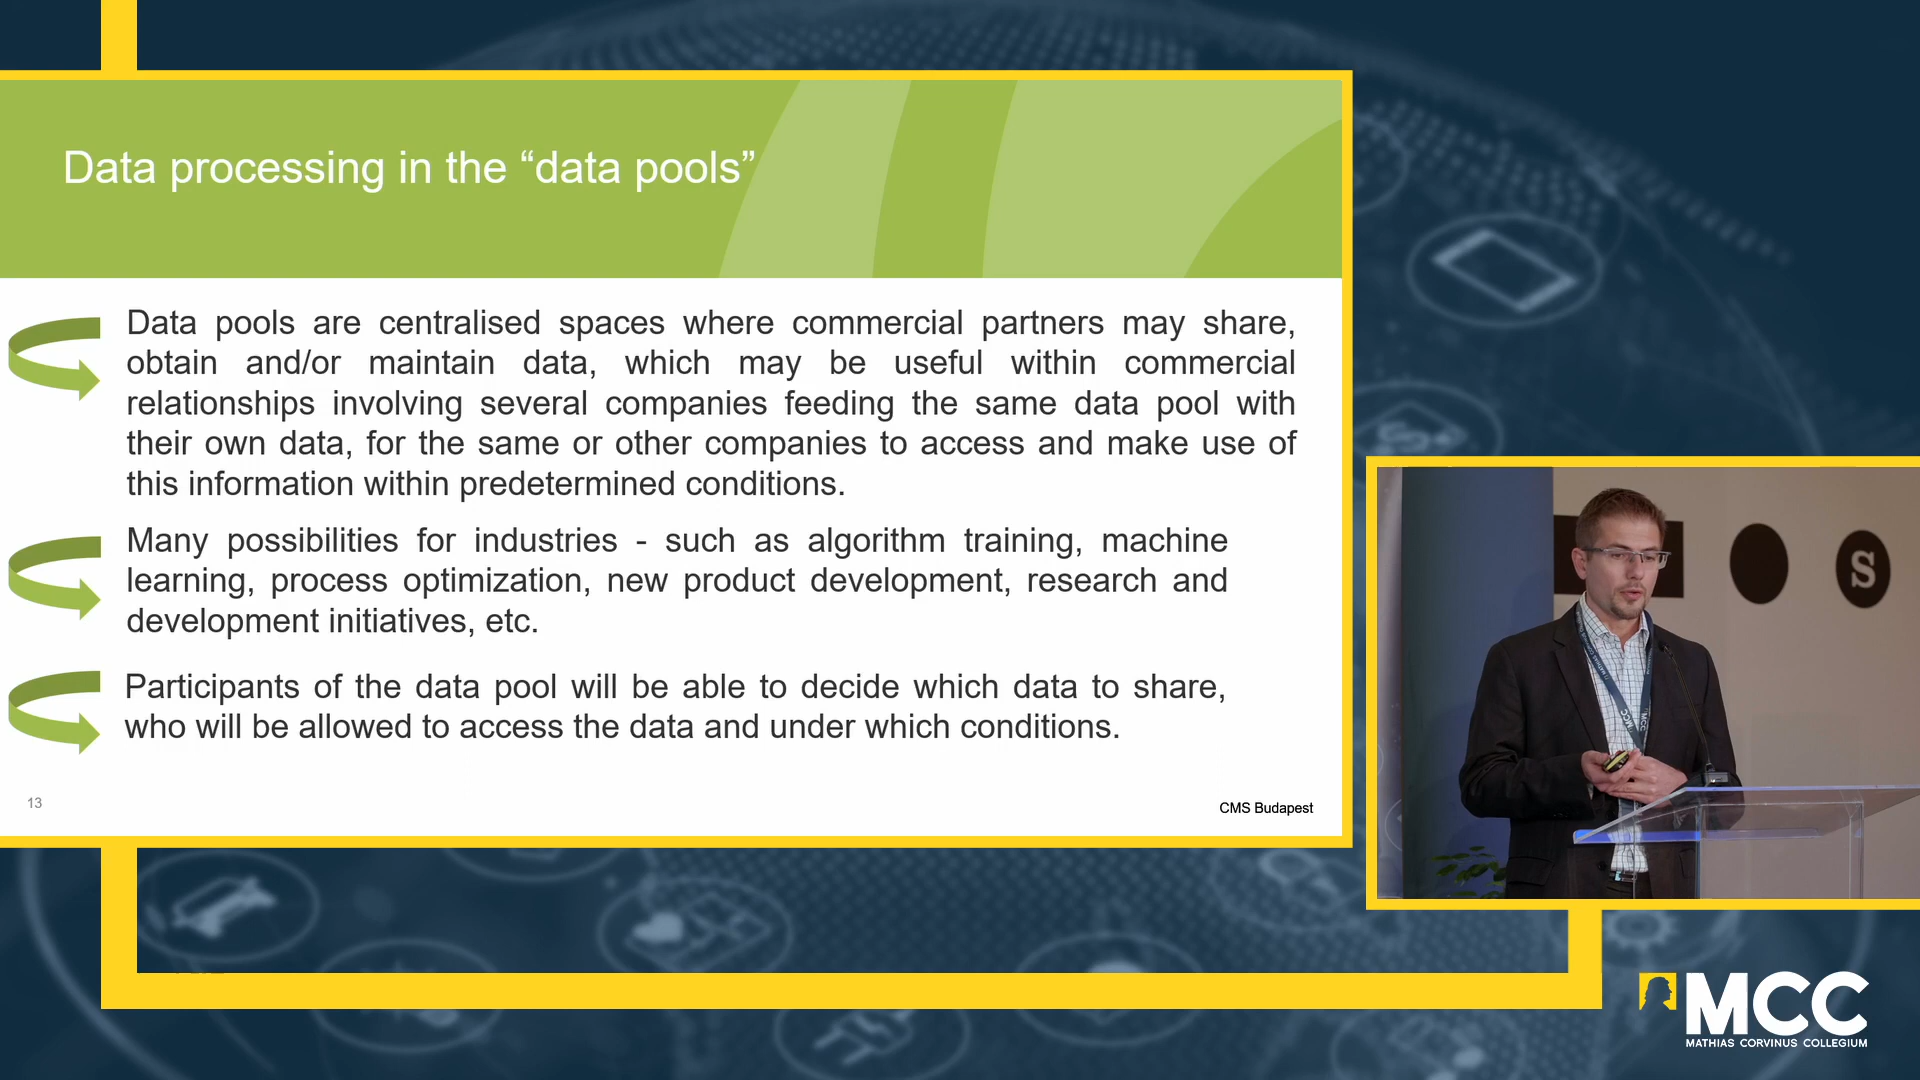 Data processing in the “data pools”
Data pools are centralised spaces where commercial partners may share,
obtain and/or maintain data, which may be useful within commercial
relationships involving several companies feeding the same data pool with
their own data, for the same or other companies to access and make use of
this information within predetermined conditions.
Many possibilities for industries - such as algorithm training, machine
learning, process optimization, new product development, research and
development initiatives, etc.
Participants of the data pool will be able to decide which data to share,
who will be allowed to access the data and under which conditions.
13
CMS Budapest
S
MCC
MCC
MCC
MATHIAS CORVINUS COLLEGIUM